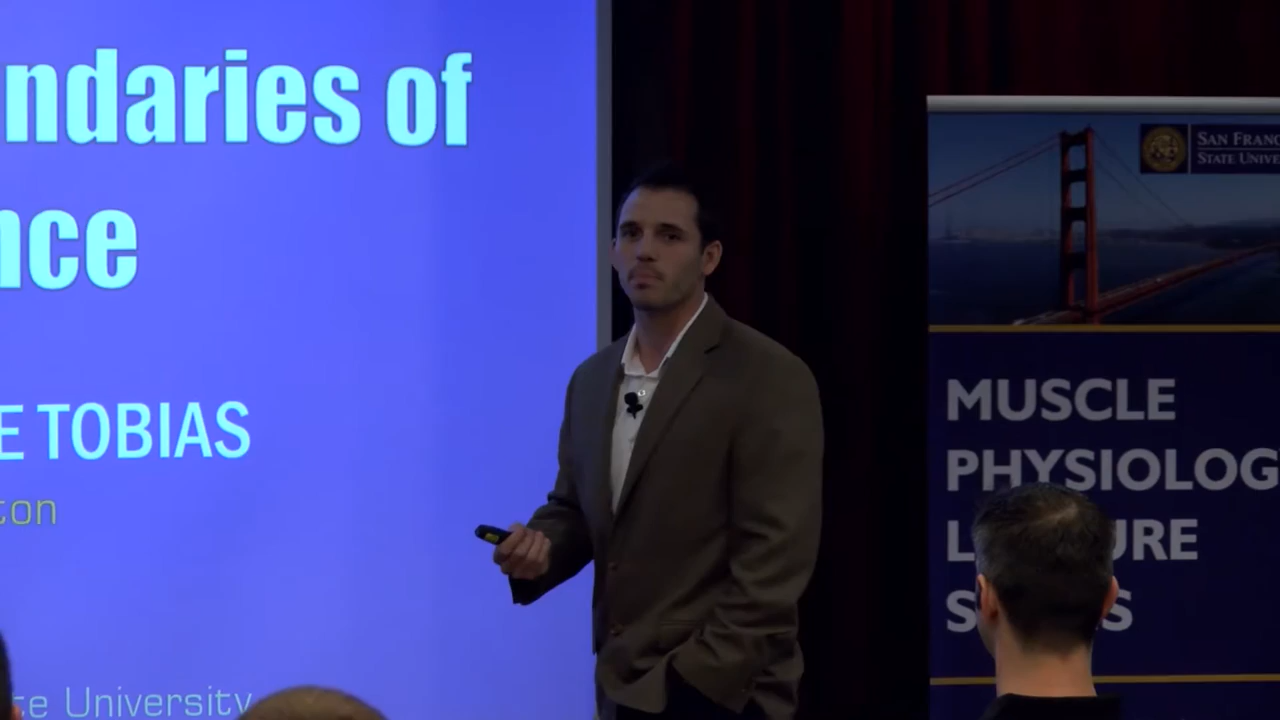 ndaries of
nce
E TOBIAS
ton
te University
SAN FRANC
STATE UNIVE
MUSCLE
PHYSIOLOG
L URE
S S